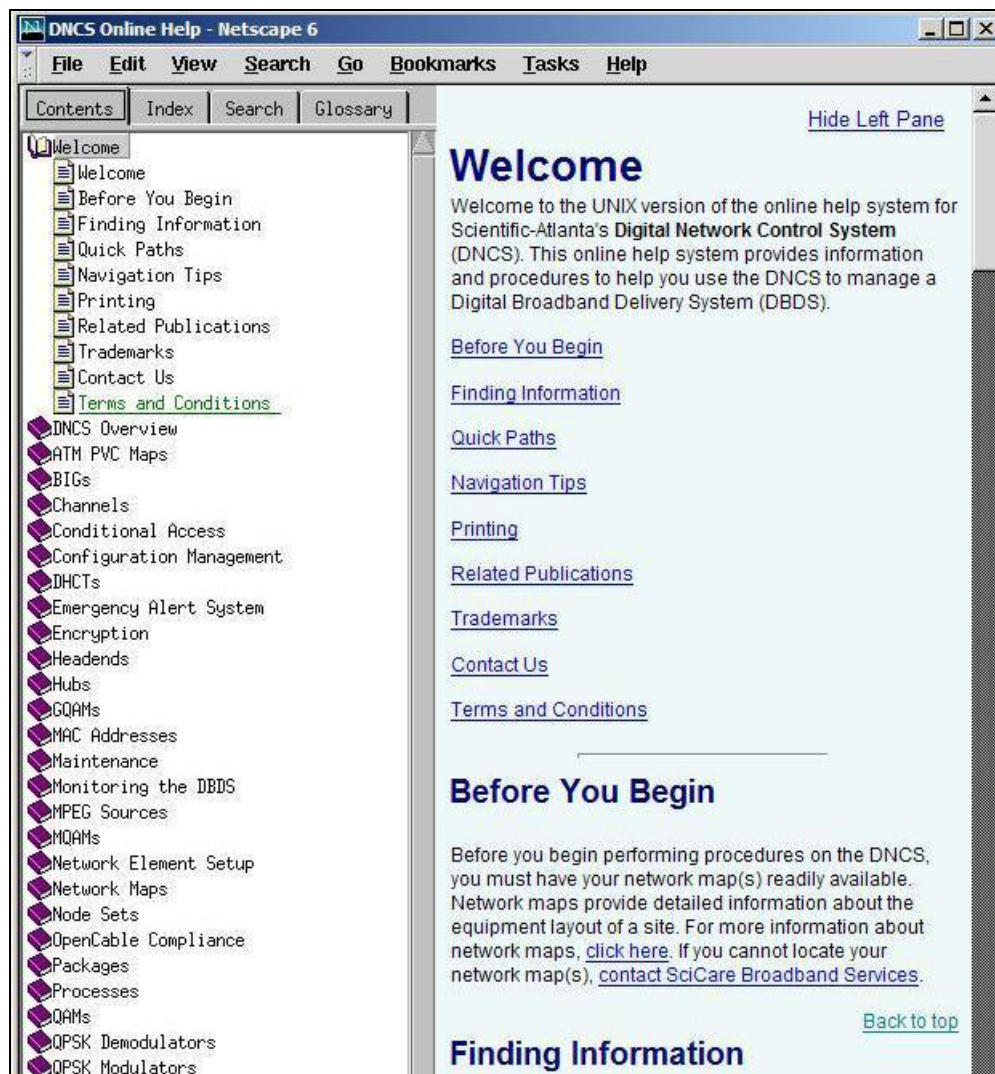 DNCS Online Help - Netscape 6
File Edit View Search Go Bookmarks Tasks Help
Contents Index Search Glossary
Welcome
Welcome
Before You Begin
Finding Information
Quick Paths
Navigation Tips
Printing
Related Publications
Trademarks
Contact Us
Terms and Conditions
DNCS Overview
ATM PVC Maps
BIGs
Channels
Conditional Access
Configuration Management
DHCTs
Emergency Alert System
Encryption
Headends
Hubs
GQAMs
MAC Addresses
Maintenance
Monitoring the DBDS
MPEG Sources
MQAMs
Network Element Setup
Network Maps
Node Sets
OpenCable Compliance
Packages
Processes
QAMs
QPSK Demodulators
QPSK Modulators
Hide Left Pane
Welcome
Welcome to the UNIX version of the online help system for
Scientific-Atlanta's Digital Network Control System
(DNCS). This online help system provides information
and procedures to help you use the DNCS to manage a
Digital Broadband Delivery System (DBDS).
Before You Begin
Finding Information
Quick Paths
Navigation Tips
Printing
Related Publications
Trademarks
Contact Us
Terms and Conditions
Before You Begin
Before you begin performing procedures on the DNCS,
you must have your network map(s) readily available.
Network maps provide detailed information about the
equipment layout of a site. For more information about
network maps, click here. If you cannot locate your
network map(s), contact SciCare Broadband Services.
Back to top
Finding Information